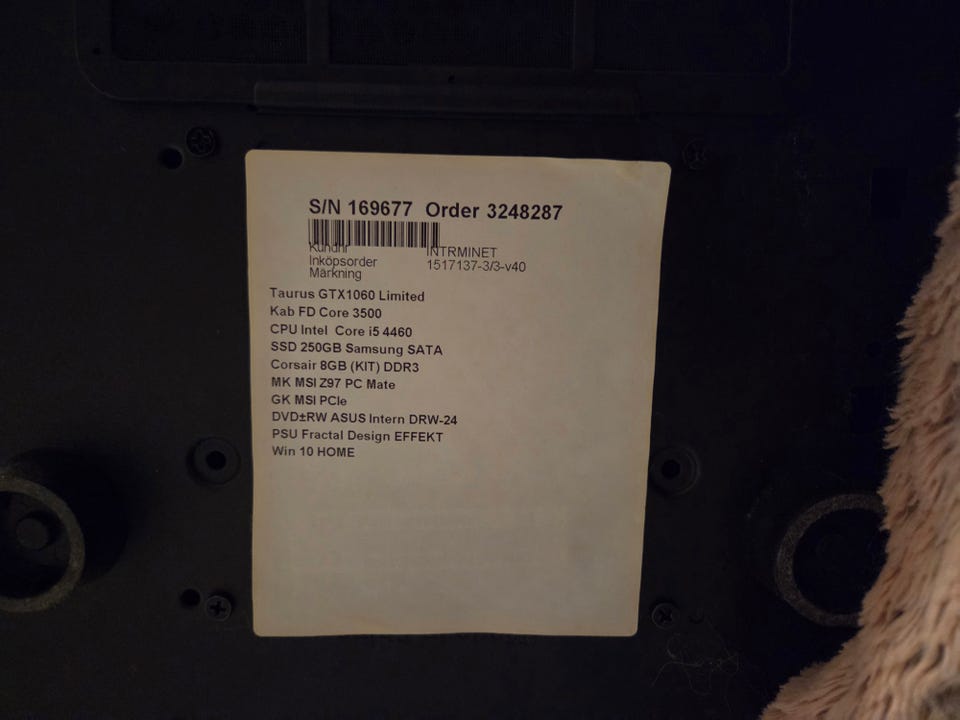 S/N 169677 Order 3248287
Kundnr INTRMINET
Inköpsorder 1517137-3/3-v40
Märkning
Taurus GTX1060 Limited
Kab FD Core 3500
CPU Intel Core i5 4460
SSD 250GB Samsung SATA
Corsair 8GB (KIT) DDR3
MK MSI Z97 PC Mate
GK MSI PCIe
DVD±RW ASUS Intern DRW-24
PSU Fractal Design EFFEKT
Win 10 HOME